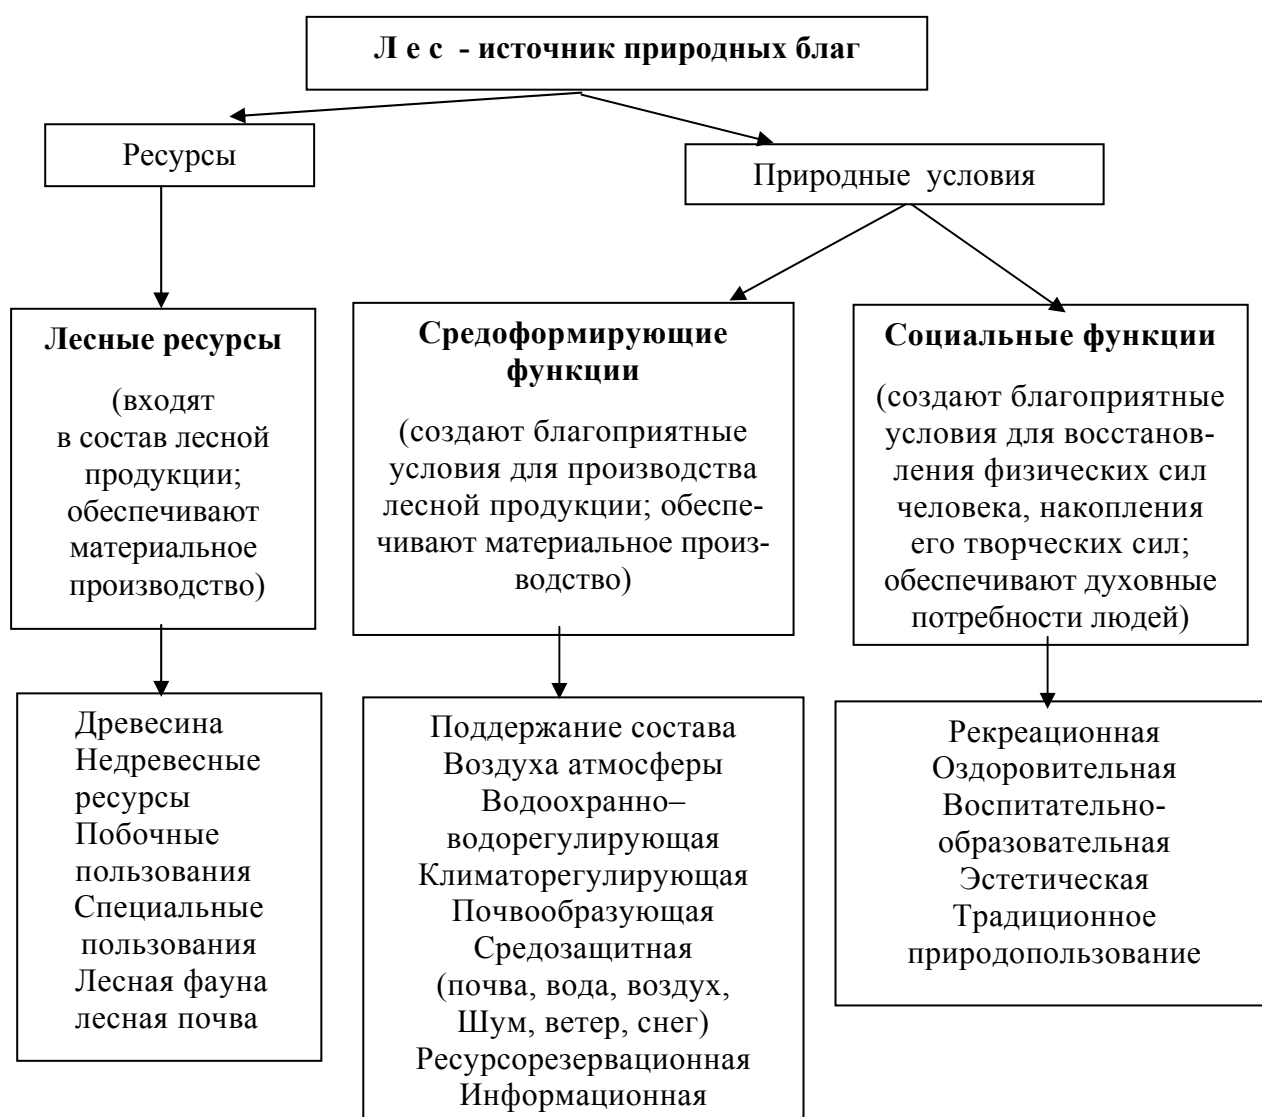 Л е с - источник природных благ
Ресурсы
Природные условия
Лесные ресурсы
(входят
в состав лесной
продукции;
обеспечивают
материальное
производство)
Средоформирующие
функции
(создают благоприятные
условия для производства
лесной продукции; обеспе-
чивают материальное произ-
водство)
Социальные функции
(создают благоприятные
условия для восстанов-
ления физических сил
человека, накопления
его творческих сил;
обеспечивают духовные
потребности людей)
Древесина
Недревесные
ресурсы
Побочные
пользования
Специальные
пользования
Лесная фауна
лесная почва
Поддержание состава
Воздуха атмосферы
Водоохранно–
водорегулирующая
Климаторегулирующая
Почвообразующая
Средозащитная
(почва, вода, воздух,
Шум, ветер, снег)
Ресурсорезервационная
Информационная
Рекреационная
Оздоровительная
Воспитательно-
образовательная
Эстетическая
Традиционное
природопользование